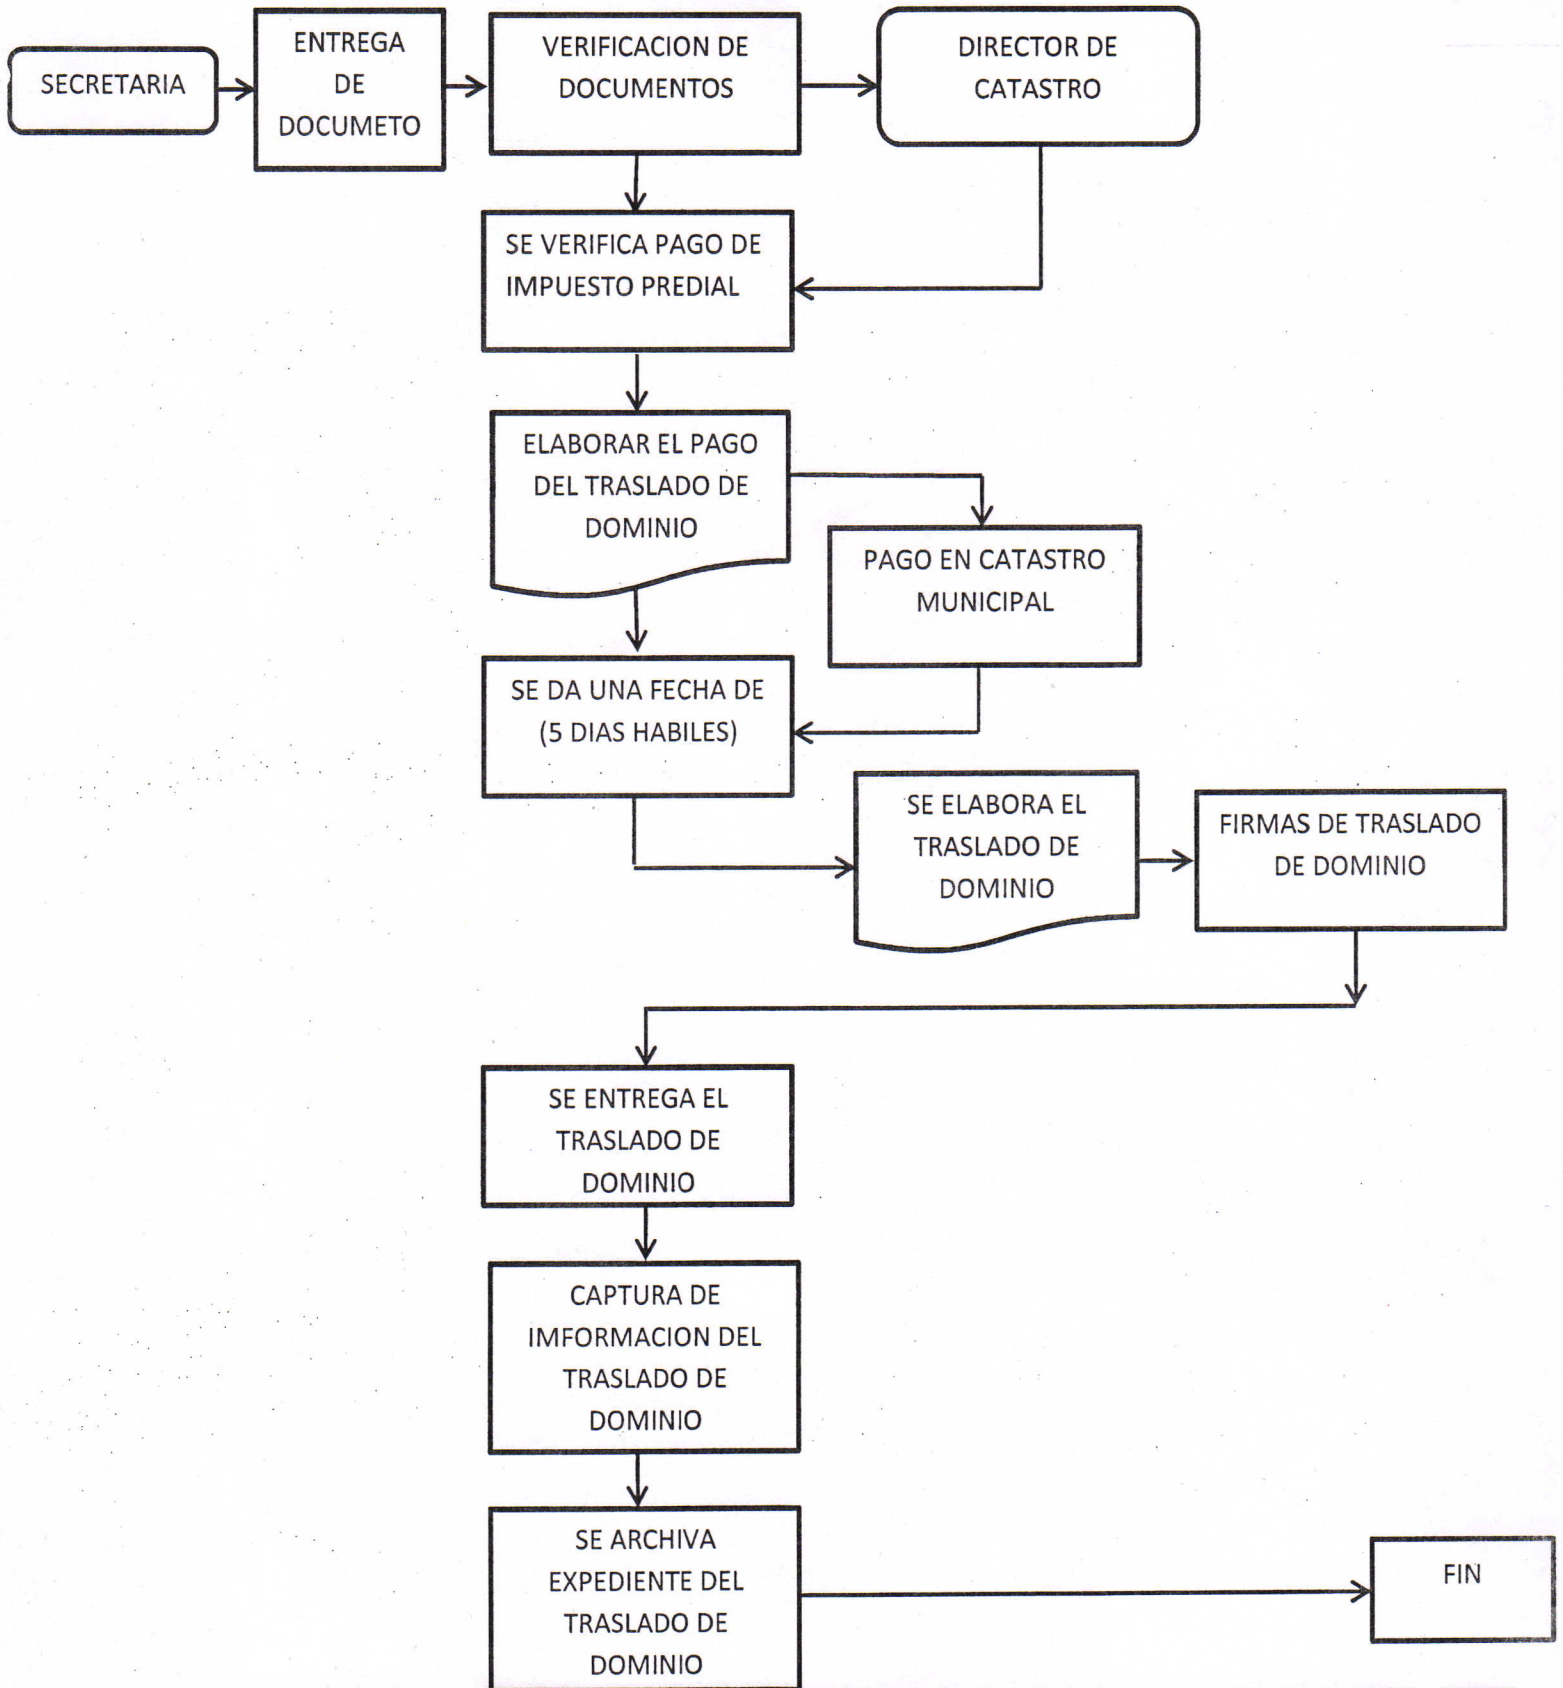 SECRETARIA
ENTREGA
DE
DOCUMETO
VERIFICACION DE
DOCUMENTOS
DIRECTOR DE
CATASTRO
SE VERIFICA PAGO DE
IMPUESTO PREDIAL
ELABORAR EL PAGO
DEL TRASLADO DE
DOMINIO
PAGO EN CATASTRO
MUNICIPAL
SE DA UNA FECHA DE
(5 DIAS HABILES)
SE ELABORA EL
TRASLADO DE
DOMINIO
FIRMAS DE TRASLADO
DE DOMINIO
SE ENTREGA EL
TRASLADO DE
DOMINIO
CAPTURA DE
IMFORMACION DEL
TRASLADO DE
DOMINIO
SE ARCHIVA
EXPEDIENTE DEL
TRASLADO DE
DOMINIO
FIN